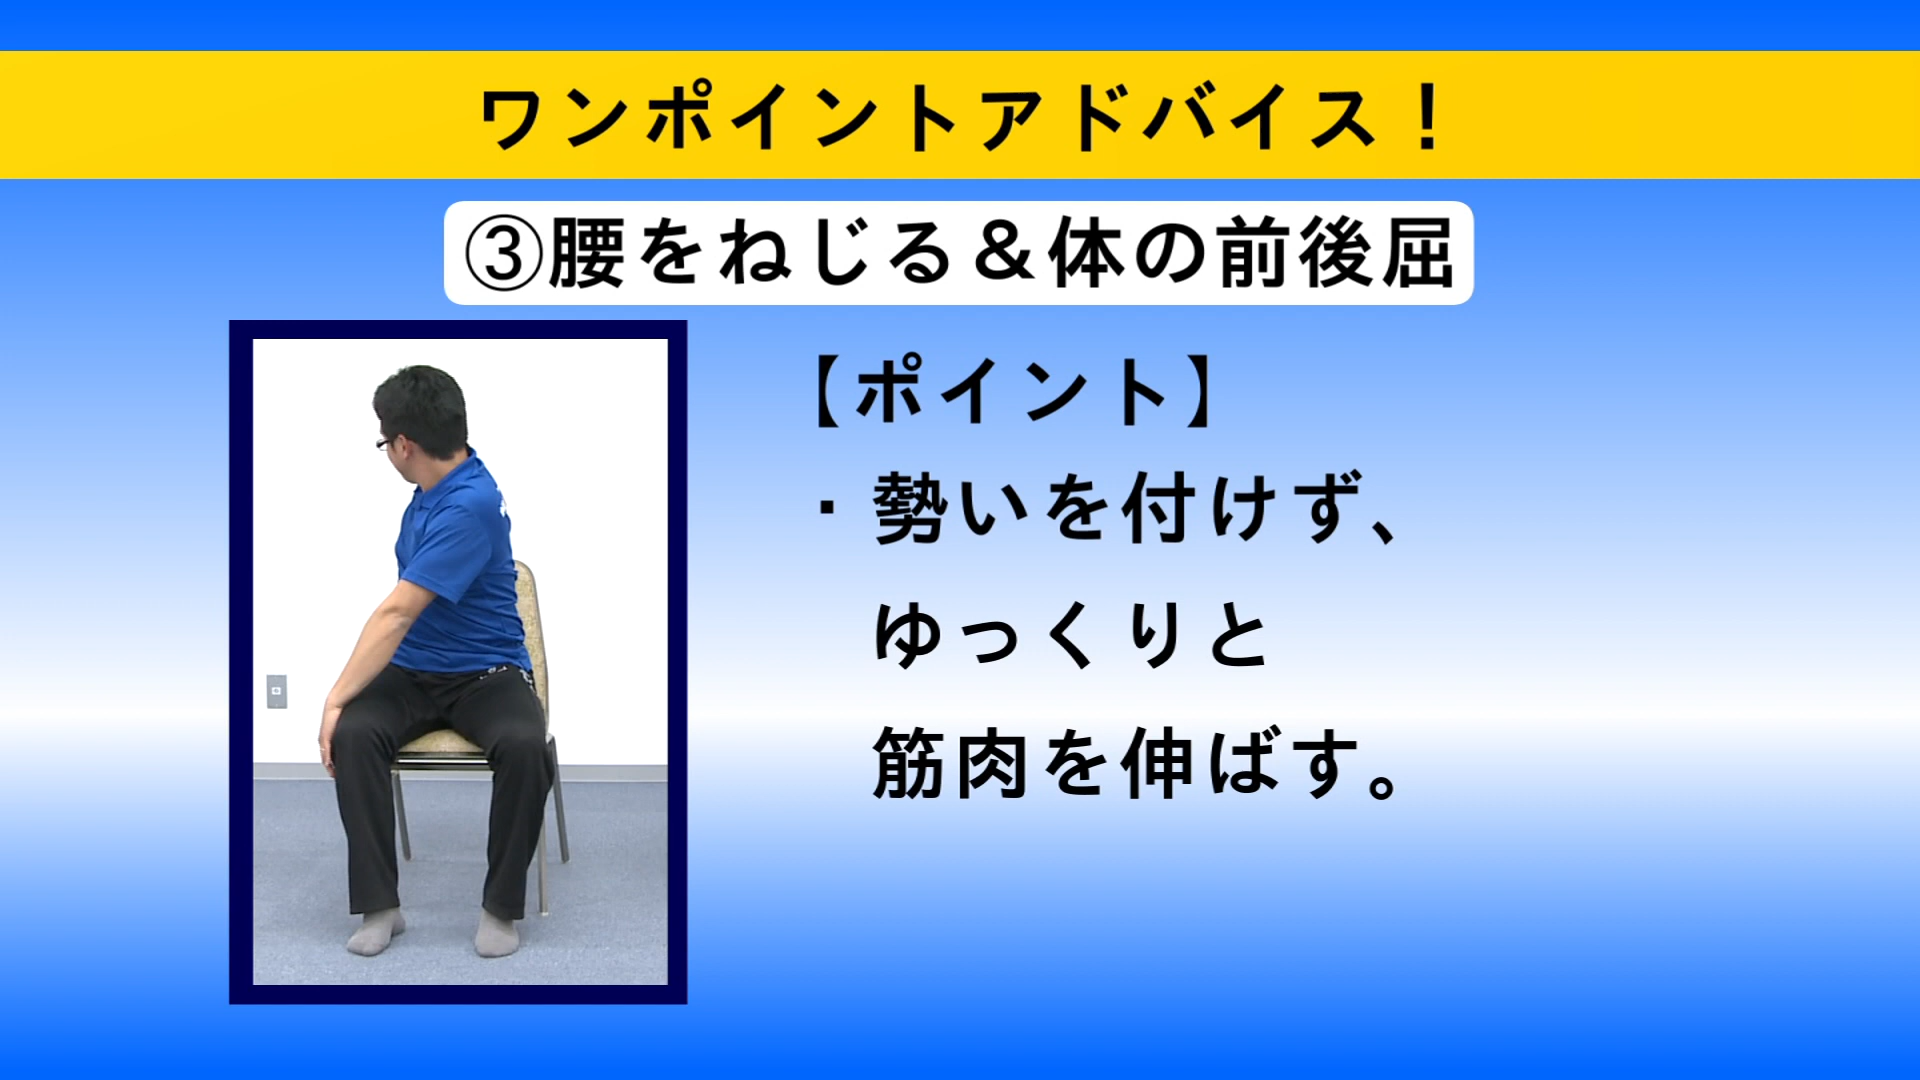 ワンポイントアドバイス！
③腰をねじる＆体の前後屈
【ポイント】
・勢いを付けず、
ゆっくりと
筋肉を伸ばす。